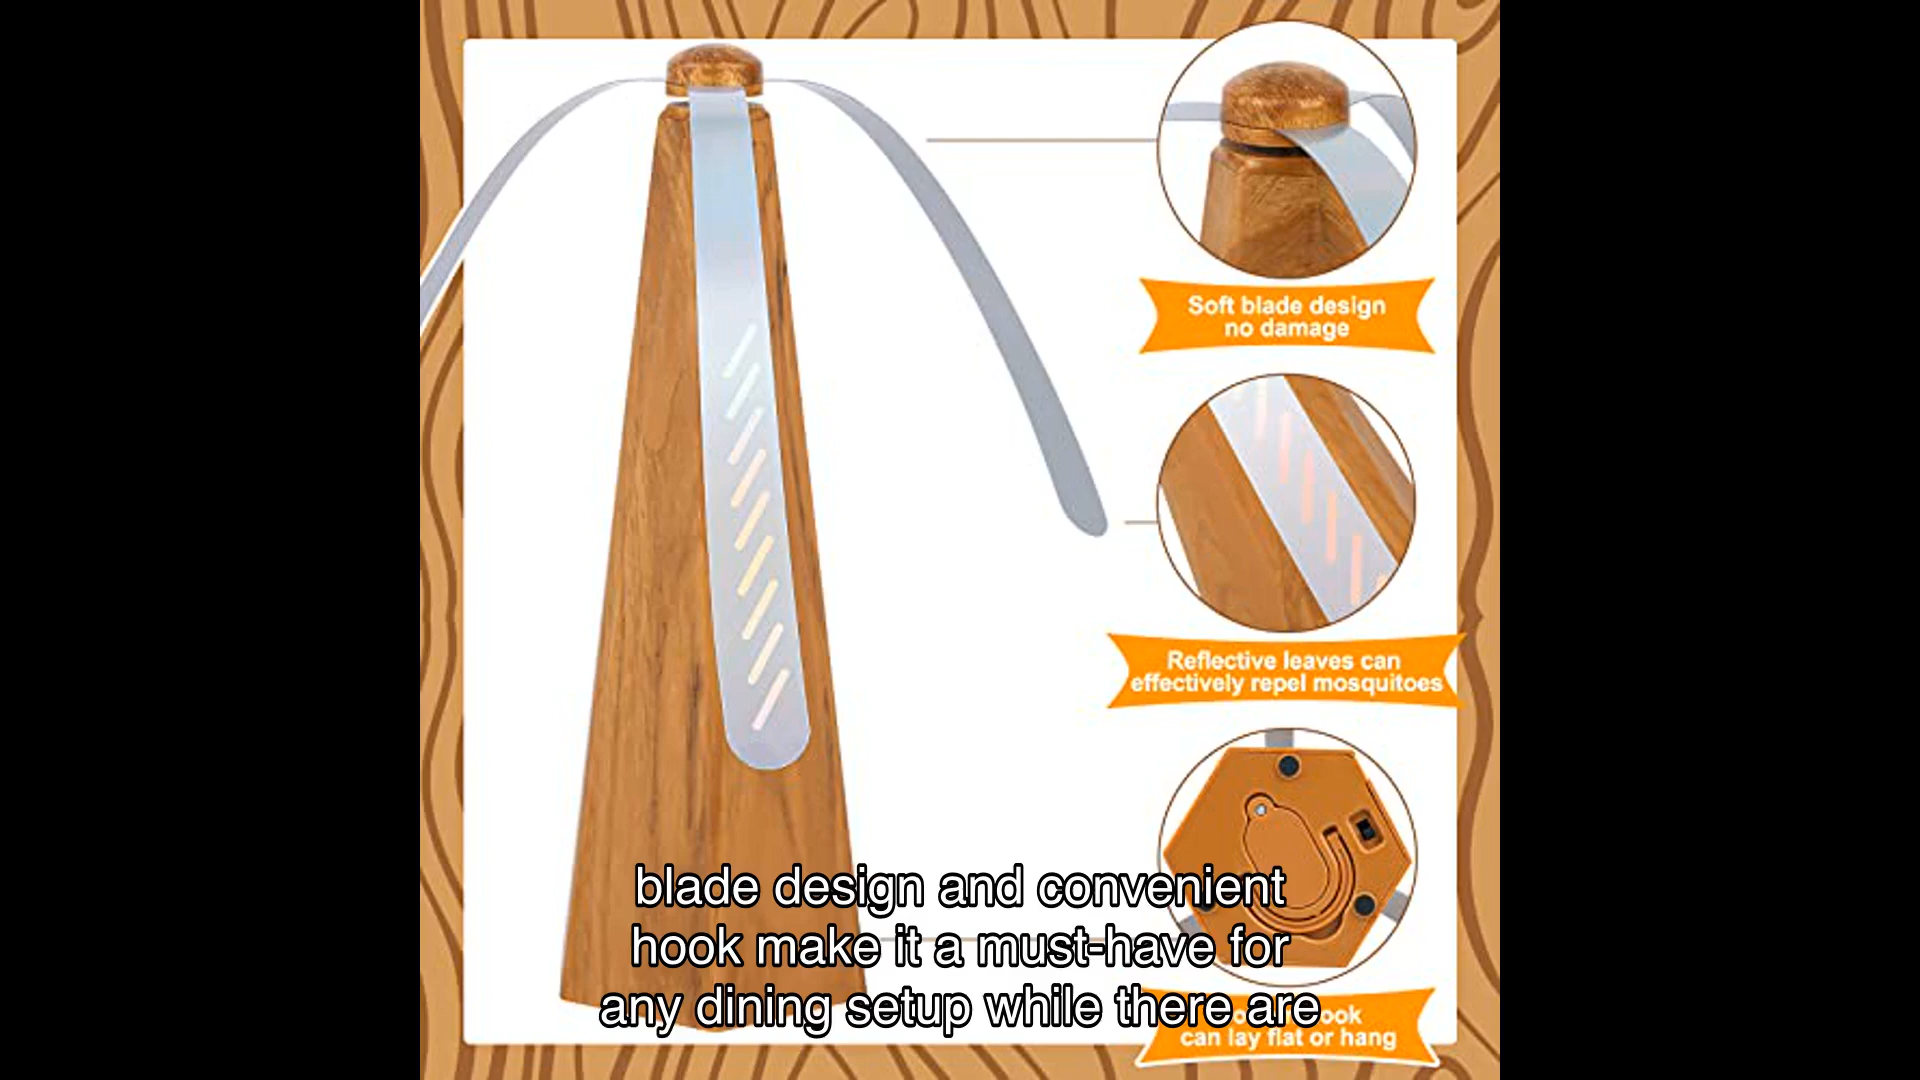 Soft blade design
no damage
Reflective leaves can
effectively repel mosquitoes
blade design and convenient
hook make it a must-have for
any dining setup while there are
can lay flat or hang